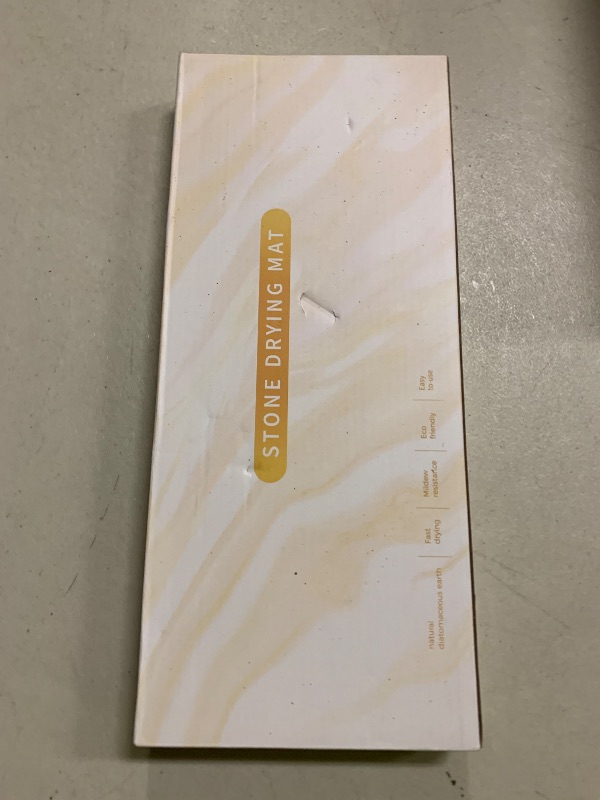 STONE DRYING MAT
natural
diatomaceous earth
Fast
drying
Mildew
resistance
Eco
friendly
Easy
to use